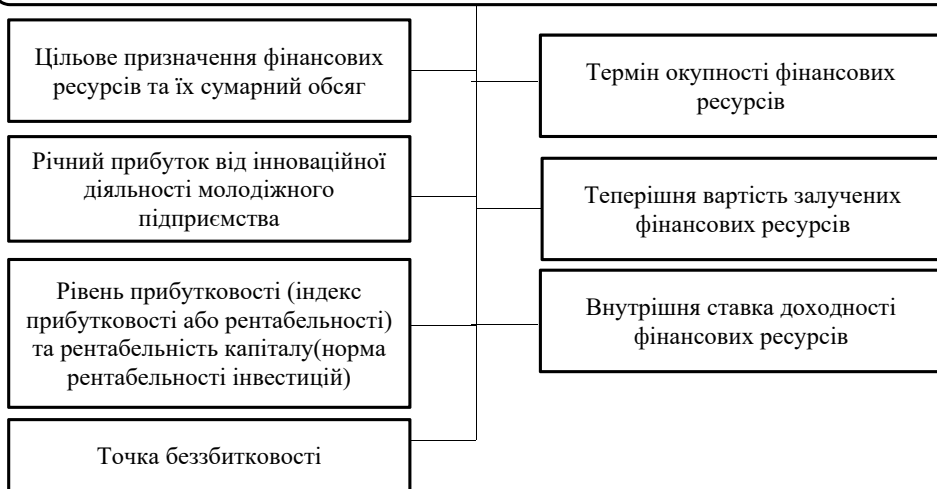 Цільове призначення фінансових
ресурсів та їх сумарний обсяг
Термін окупності фінансових
ресурсів
Річний прибуток від інноваційної
діяльності молодіжного
підприємства
Теперішня вартість залучених
фінансових ресурсів
Рівень прибутковості (індекс
прибутковості або рентабельності)
та рентабельність капіталу(норма
рентабельності інвестицій)
Внутрішня ставка доходності
фінансових ресурсів
Точка беззбитковості